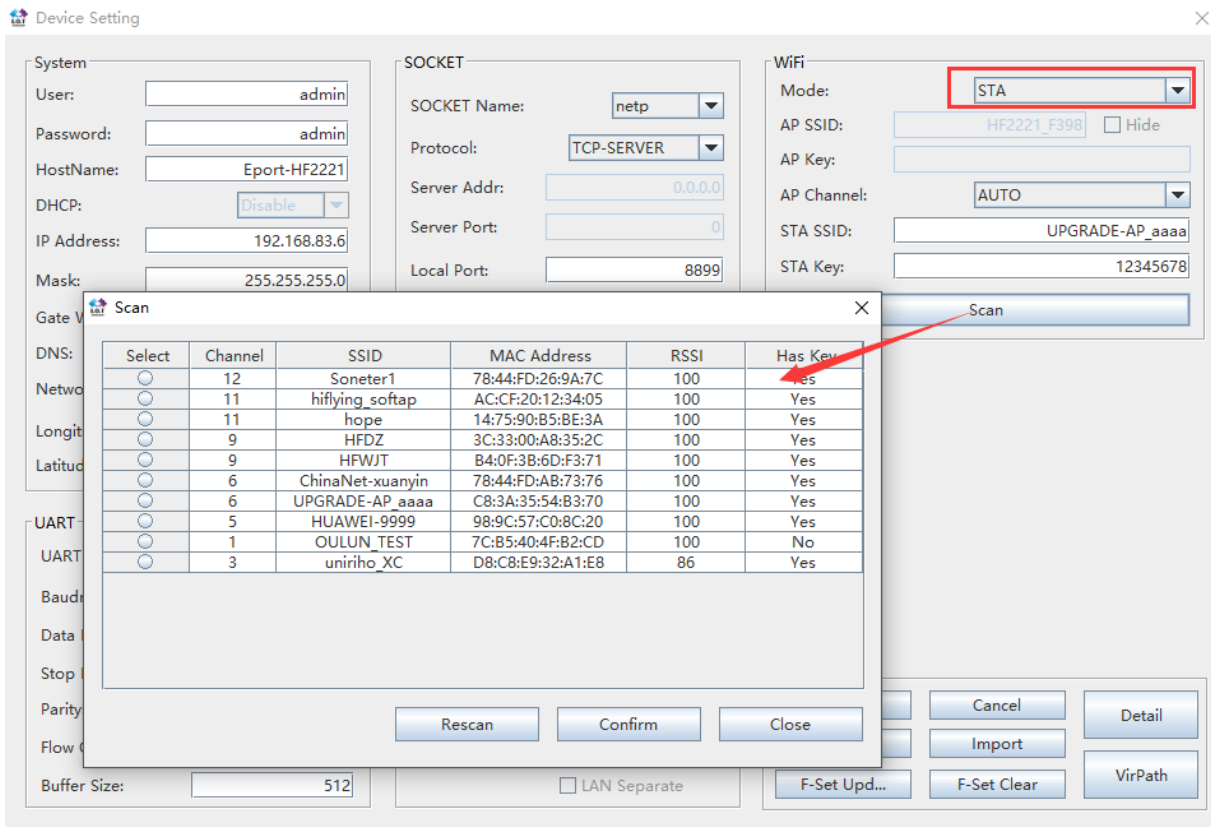 Device Setting
System
User: admin
Password: admin
HostName: Eport-HF2221
DHCP: Disable
IP Address: 192.168.83.6
Mask: 255.255.255.0
Gate
DNS:
SOCKET
SOCKET Name: netp
Protocol: TCP-SERVER
Server Addr: 0.0.0.0
Server Port: 0
Local Port: 8899
WiFi
Mode: STA
AP SSID: HF2221_F398 Hide
AP Key:
AP Channel: AUTO
STA SSID: UPGRADE-AP_aaaa
STA Key: 12345678
Scan
Scan
Select Channel SSID MAC Address RSSI Has Key
12 Soneter1 78:44:FD:26:9A:7C 100 Yes
11 hiflying_softap AC:CF:20:12:34:05 100 Yes
11 hope 14:75:90:B5:BE:3A 100 Yes
9 HFDZ 3C:33:00:A8:35:2C 100 Yes
9 HFWJT B4:0F:3B:6D:F3:71 100 Yes
6 ChinaNet-xuanyin 78:44:FD:AB:73:76 100 Yes
6 UPGRADE-AP_aaaa C8:3A:35:54:B3:70 100 Yes
5 HUAWEI-9999 98:9C:57:C0:8C:20 100 Yes
1 OULUN_TEST 7C:B5:40:4F:B2:CD 100 No
3 uniriho_XC D8:C8:E9:32:A1:E8 86 Yes
Rescan Confirm Close
UART
UART
Data
Stop
Parity
Flow
Buffer Size: 512
LAN Separate
Cancel
Detail
Import
F-Set Upd...
F-Set Clear
VirPath